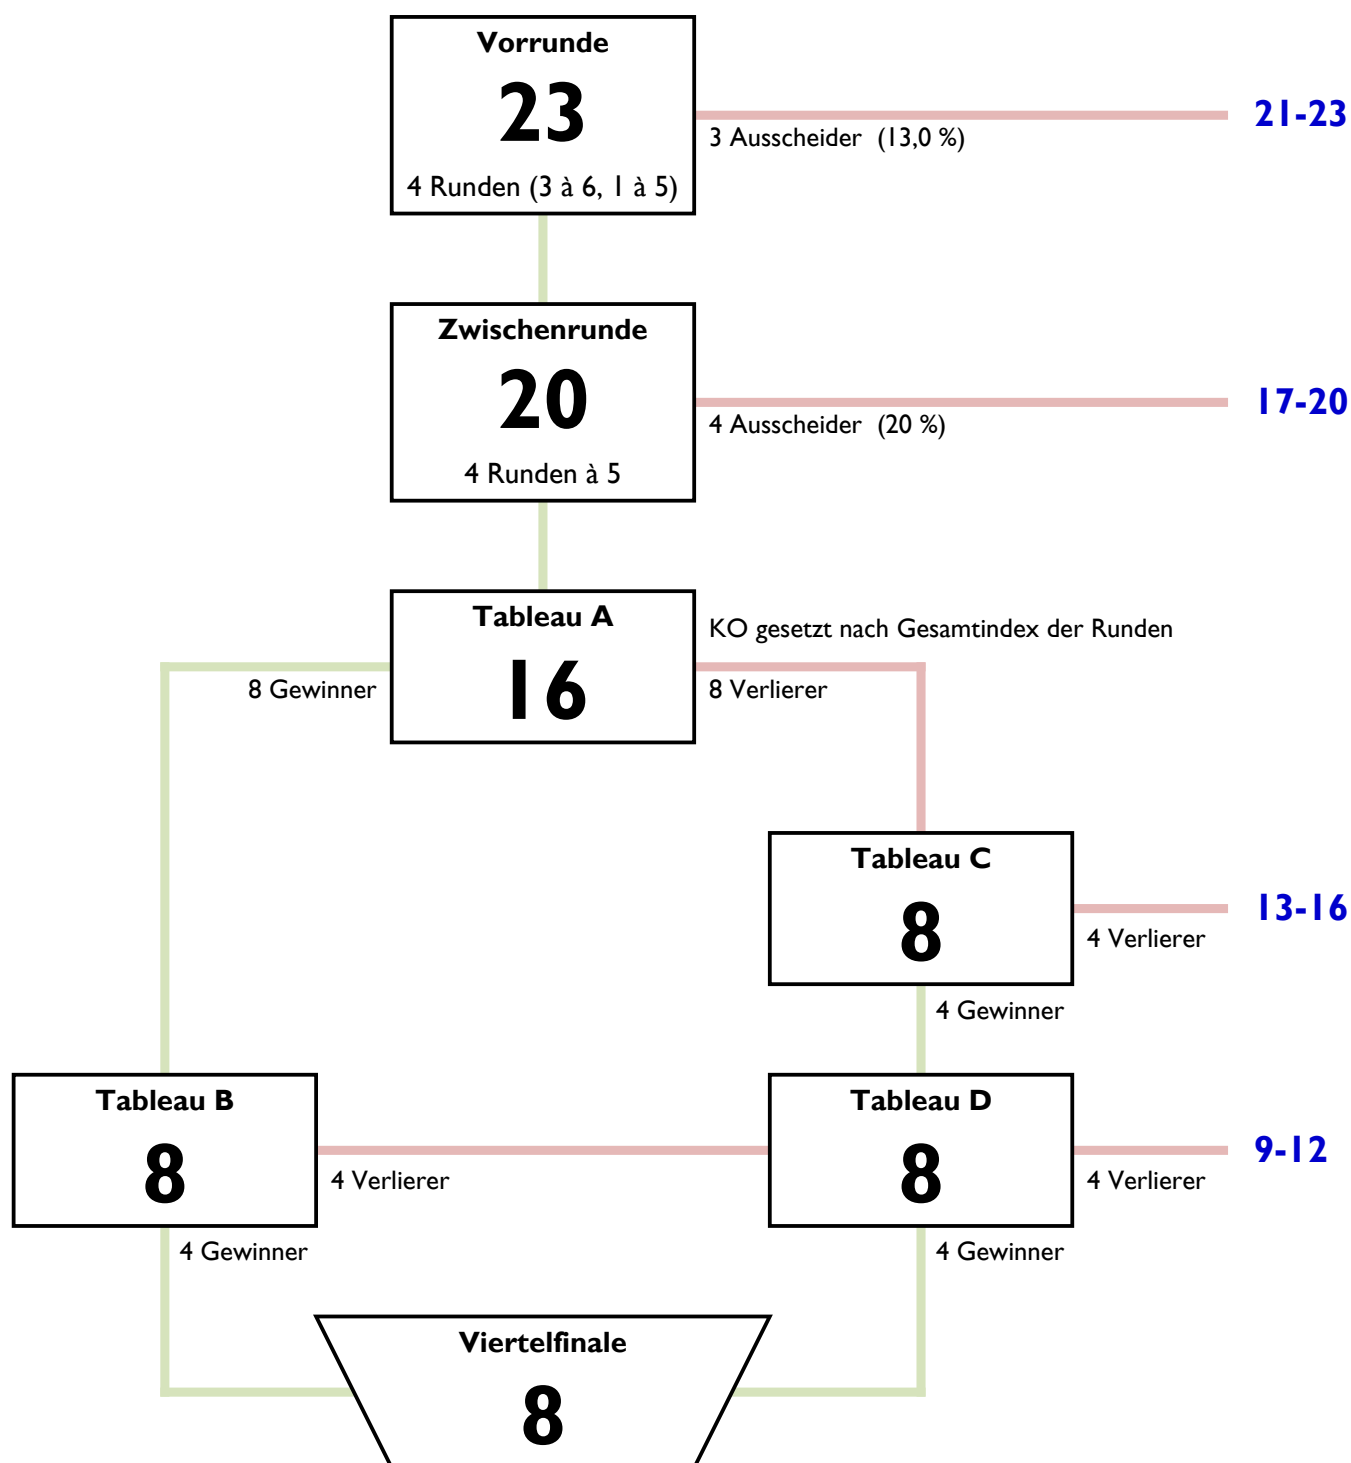 Vorrunde
23
4 Runden (3 à 6, 1 à 5)
3 Ausscheider (13,0 %)
21-23
Zwischenrunde
20
4 Runden à 5
4 Ausscheider (20 %)
17-20
Tableau A
16
KO gesetzt nach Gesamtindex der Runden
8 Gewinner
8 Verlierer
Tableau C
8
4 Verlierer
13-16
4 Gewinner
Tableau B
8
4 Verlierer
4 Gewinner
Tableau D
8
4 Verlierer
9-12
4 Gewinner
Viertelfinale
8